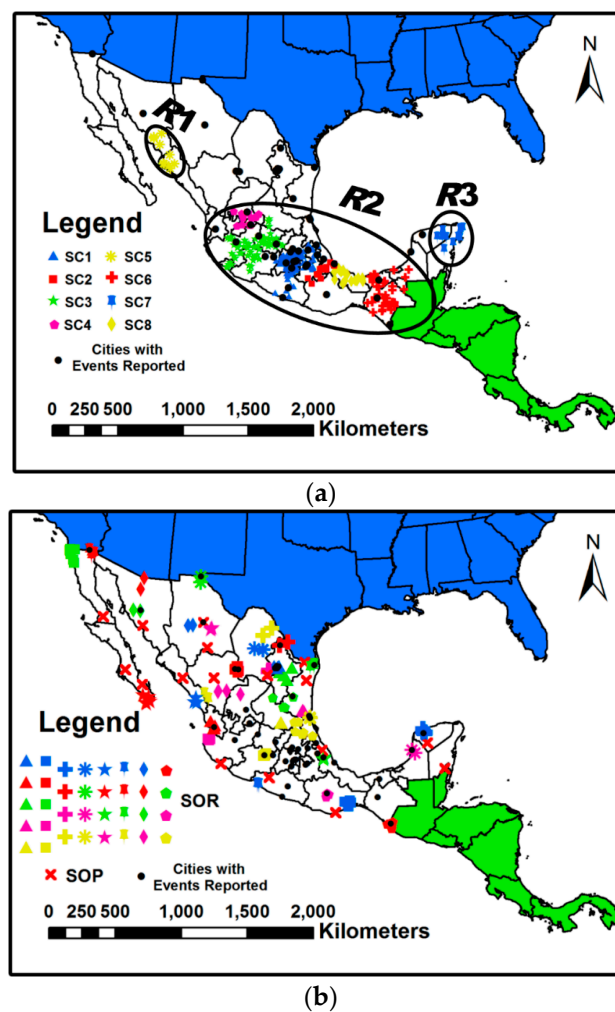 N
R1
R2
R3
Legend
SC1 SC5
SC2 SC6
SC3 SC7
SC4 SC8
Cities with
Events Reported
0 250 500 1,000 1,500 2,000
Kilometers
(a)
N
Legend
SOR
SOP
Cities with
Events Reported
0 250 500 1,000 1,500 2,000
Kilometers
(b)